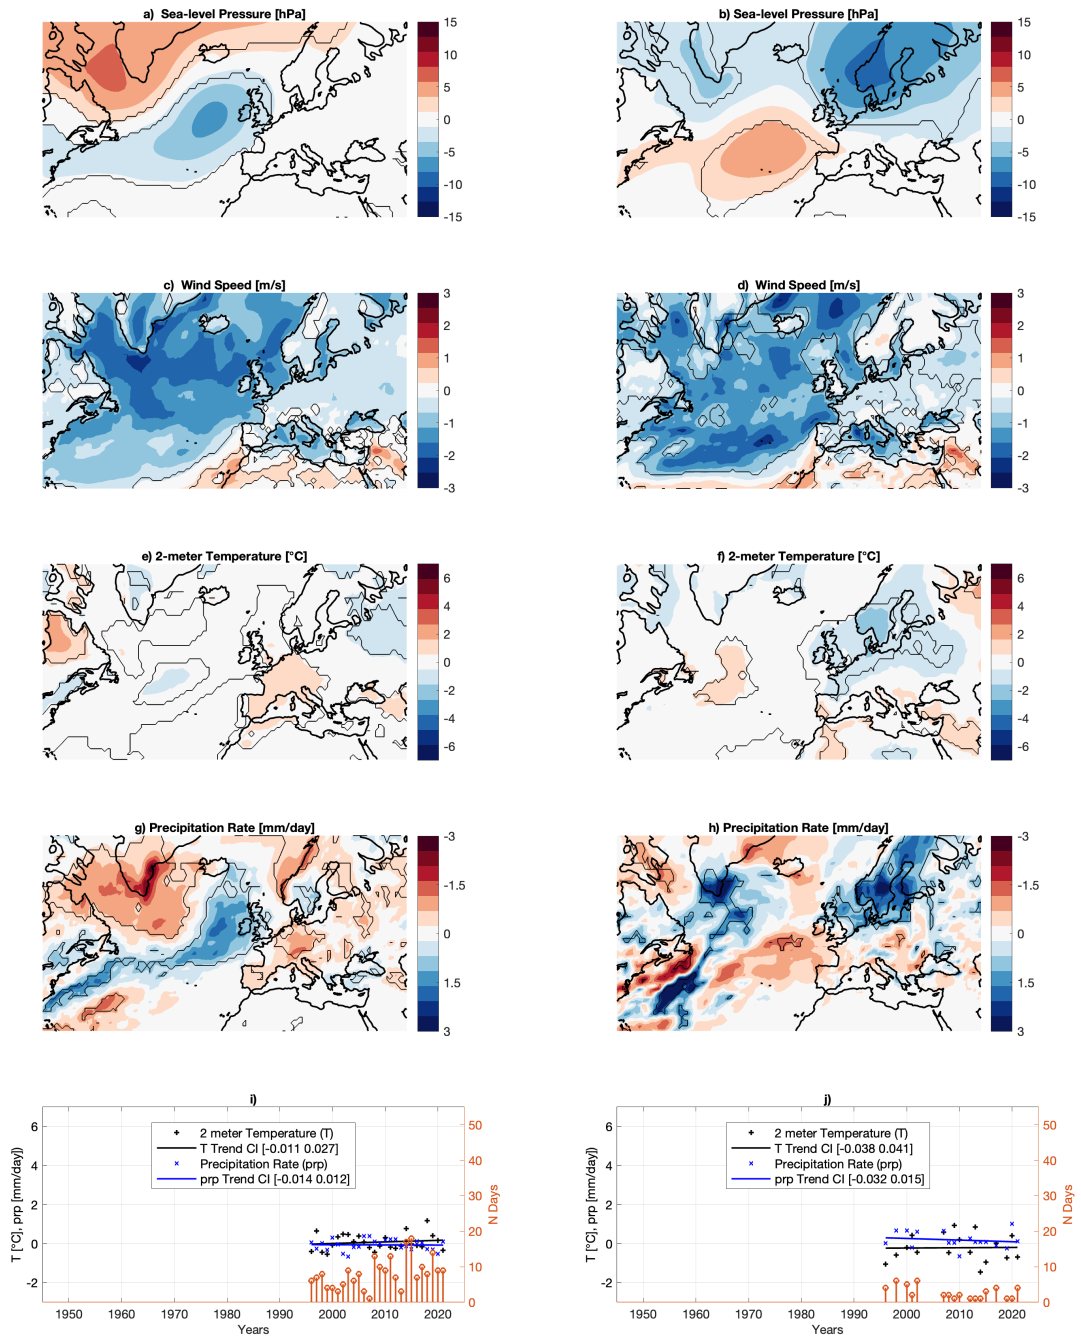 a) Sea-level Pressure [hPa]
15
10
5
0
-5
-10
-15
b) Sea-level Pressure [hPa]
15
10
5
0
-5
-10
-15
c) Wind Speed [m/s]
3
2
1
0
-1
-2
-3
d) Wind Speed [m/s]
3
2
1
0
-1
-2
-3
e) 2-meter Temperature [°C]
6
4
2
0
-2
-4
-6
f) 2-meter Temperature [°C]
6
4
2
0
-2
-4
-6
g) Precipitation Rate [mm/day]
-3
-1.5
0
1.5
3
h) Precipitation Rate [mm/day]
-3
-1.5
0
1.5
3
i)
T [°C], prp [mm/day])
6
4
2
0
-2
2 meter Temperature (T)
T Trend CI [-0.011 0.027]
Precipitation Rate (prp)
prp Trend CI [-0.014 0.012]
50
40
30
20
10
0
N Days
1950 1960 1970 1980 1990 2000 2010 2020
Years
j)
T [°C], prp [mm/day])
6
4
2
0
-2
2 meter Temperature (T)
T Trend CI [-0.038 0.041]
Precipitation Rate (prp)
prp Trend CI [-0.032 0.015]
50
40
30
20
10
0
N Days
1950 1960 1970 1980 1990 2000 2010 2020
Years